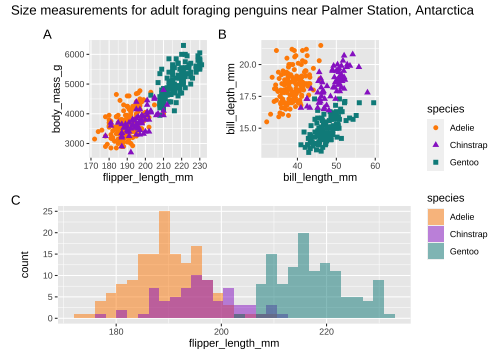 Size measurements for adult foraging penguins near Palmer Station, Antarctica
A
body_mass_g
6000
5000
4000
3000
170 180 190 200 210 220 230
flipper_length_mm
B
bill_depth_mm
20.0
17.5
15.0
30 40 50 60
bill_length_mm
species
Adelie
Chinstrap
Gentoo
C
count
25
20
15
10
5
0
180 200 220
flipper_length_mm
species
Adelie
Chinstrap
Gentoo